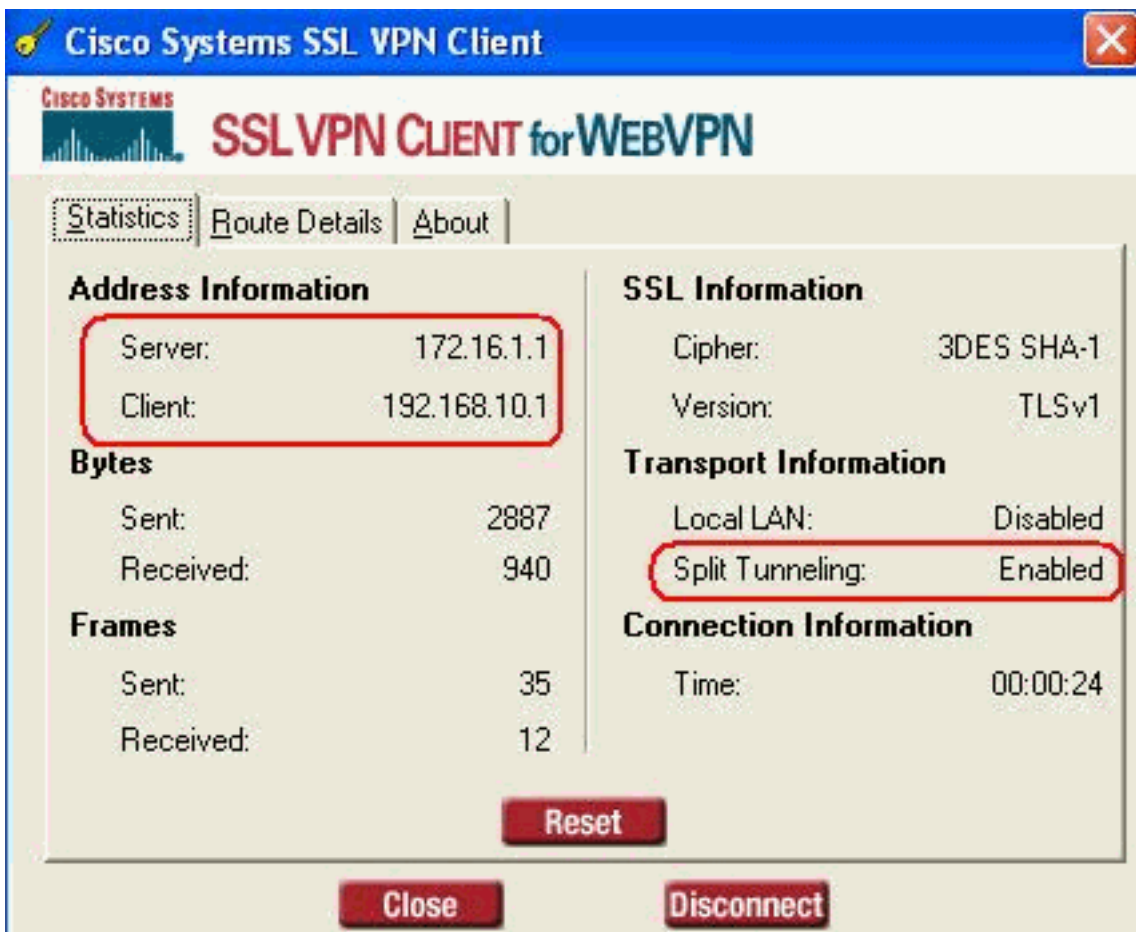 Cisco Systems SSL VPN Client
CISCO SYSTEMS
SSL VPN CLIENT for WEBVPN
Statistics
Route Details
About
Address Information
Server: 172.16.1.1
Client: 192.168.10.1
Bytes
Sent: 2887
Received: 940
Frames
Sent: 35
Received: 12
SSL Information
Cipher: 3DES SHA-1
Version: TLSv1
Transport Information
Local LAN: Disabled
Split Tunneling: Enabled
Connection Information
Time: 00:00:24
Reset
Close
Disconnect